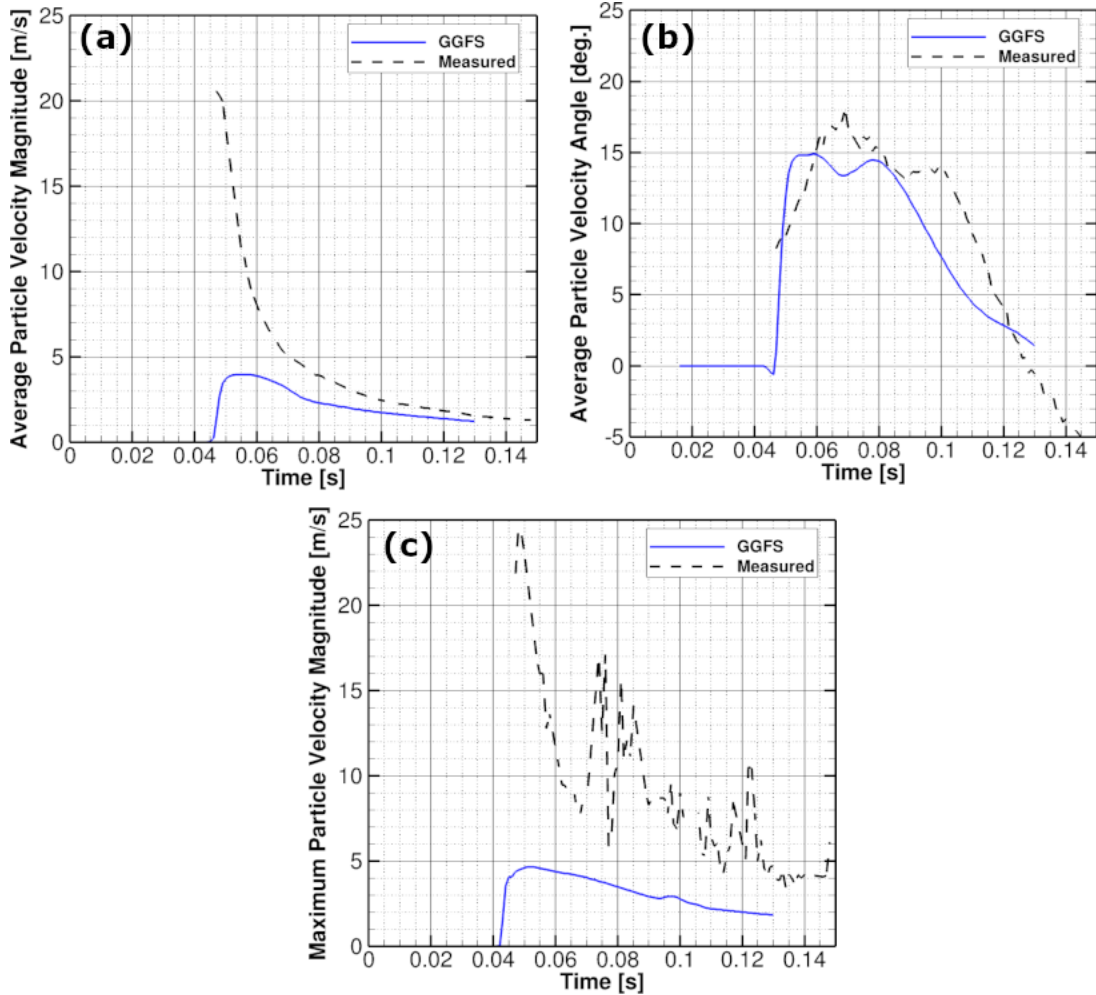 (a)
Average Particle Velocity Magnitude [m/s]
25
20
15
10
5
0
GGFS
Measured
0 0.02 0.04 0.06 0.08 0.1 0.12 0.14
Time [s]
(b)
Average Particle Velocity Angle [deg.]
25
20
15
10
5
0
-5
GGFS
Measured
0 0.02 0.04 0.06 0.08 0.1 0.12 0.14
Time [s]
(c)
Maximum Particle Velocity Magnitude [m/s]
25
20
15
10
5
0
GGFS
Measured
0 0.02 0.04 0.06 0.08 0.1 0.12 0.14
Time [s]